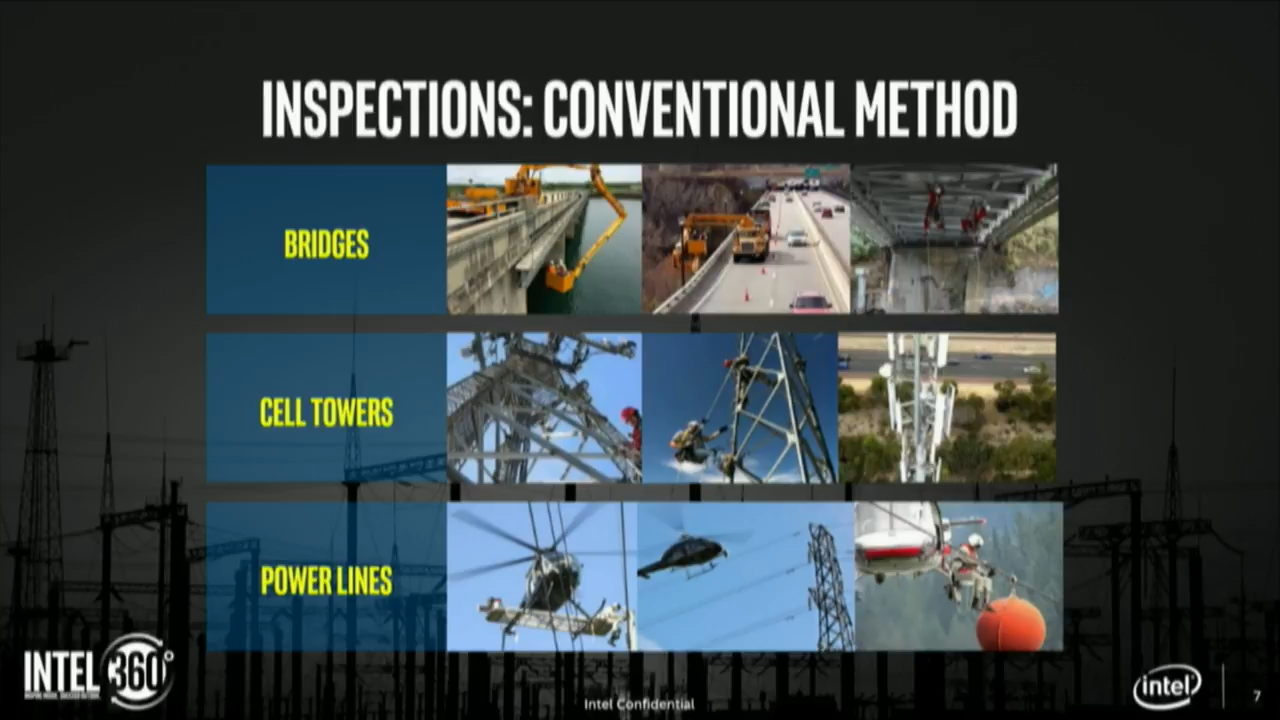 INSPECTIONS: CONVENTIONAL METHOD
BRIDGES
CELL TOWERS
POWER LINES
INTEL 360°
Intel Confidential
intel
7